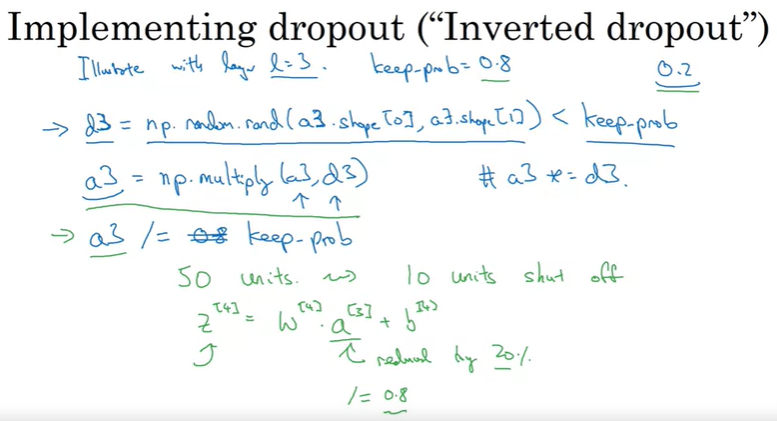 Implementing dropout (“Inverted dropout”)
Illustrate with layer l=3. keep-prob = 0.8 0.2
→ d3 = np.random.rand(a3.shape[0], a3.shape[1]) < keep-prob
a3 = np.multiply(a3, d3) # a3 *= d3.
↑ ↑
→ a3 /= 0.8 keep-prob
50 units. ⇝ 10 units shut off
z^[4] = W^[4] · a^[3] + b^[4]
reduced by 20%.
/= 0.8